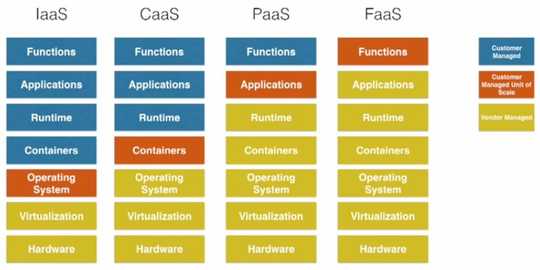 IaaS
CaaS
PaaS
FaaS
Functions
Functions
Functions
Functions
Customer
Managed
Applications
Applications
Applications
Applications
Customer
Managed Unit of
Scale
Runtime
Runtime
Runtime
Runtime
Vendor Managed
Containers
Containers
Containers
Containers
Operating
System
Operating
System
Operating
System
Operating
System
Virtualization
Virtualization
Virtualization
Virtualization
Hardware
Hardware
Hardware
Hardware